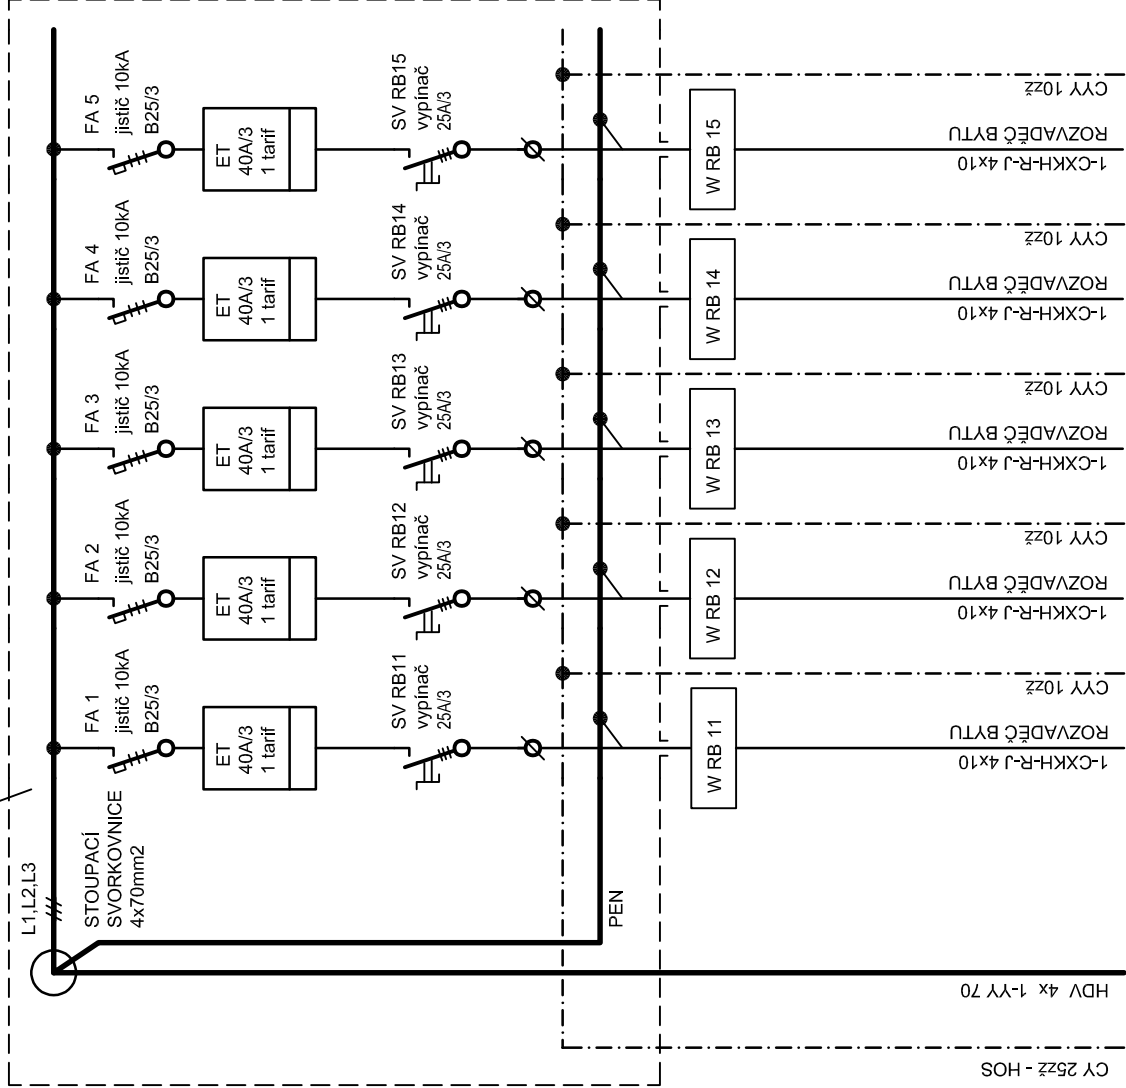 L1,L2,L3
STOUPACÍ
SVORKOVNICE
4x70mm2
PEN
HDV 4x 1-YY 70
CY 25zž - HOS
FA 1
jistič 10kA
B25/3
ET
40A/3
1 tarif
SV RB11
vypínač
25A/3
W RB 11
1-CXKH-R-J 4x10
ROZVADĚČ BYTU
CYY 10zž
FA 2
jistič 10kA
B25/3
ET
40A/3
1 tarif
SV RB12
vypínač
25A/3
W RB 12
1-CXKH-R-J 4x10
ROZVADĚČ BYTU
CYY 10zž
FA 3
jistič 10kA
B25/3
ET
40A/3
1 tarif
SV RB13
vypínač
25A/3
W RB 13
1-CXKH-R-J 4x10
ROZVADĚČ BYTU
CYY 10zž
FA 4
jistič 10kA
B25/3
ET
40A/3
1 tarif
SV RB14
vypínač
25A/3
W RB 14
1-CXKH-R-J 4x10
ROZVADĚČ BYTU
CYY 10zž
FA 5
jistič 10kA
B25/3
ET
40A/3
1 tarif
SV RB15
vypínač
25A/3
W RB 15
1-CXKH-R-J 4x10
ROZVADĚČ BYTU
CYY 10zž